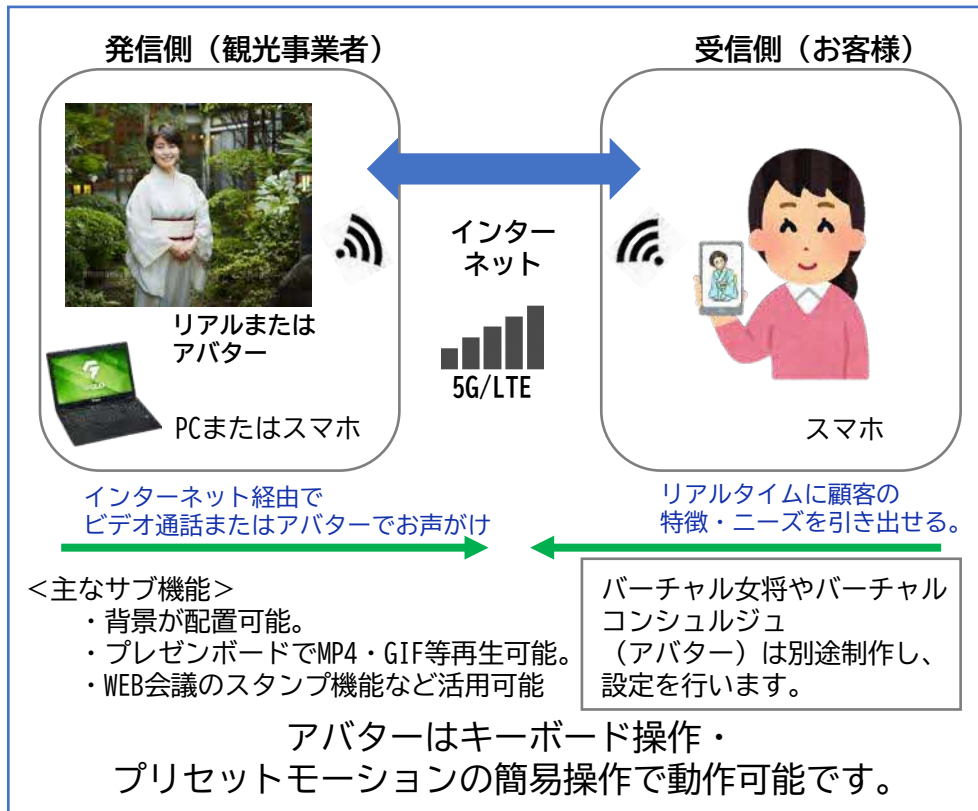 発信側（観光事業者）
受信側（お客様）
リアルまたは
アバター
PCまたはスマホ
インター
ネット
5G/LTE
スマホ
インターネット経由で
ビデオ通話またはアバターでお声がけ
リアルタイムに顧客の
特徴・ニーズを引き出せる。
＜主なサブ機能＞
・背景が配置可能。
・プレゼンボードでMP4・GIF等再生可能。
・WEB会議のスタンプ機能など活用可能
バーチャル女将やバーチャル
コンシュルジュ
（アバター）は別途制作し、
設定を行います。
アバターはキーボード操作・
プリセットモーションの簡易操作で動作可能です。